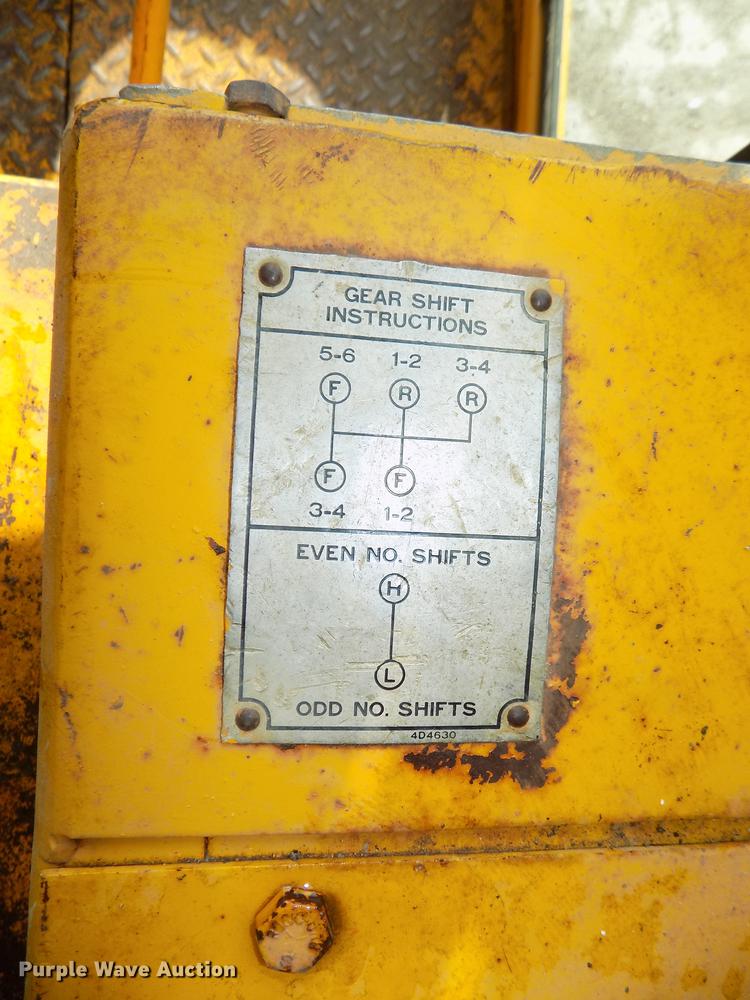 GEAR SHIFT
INSTRUCTIONS
5-6 1-2 3-4
F R R
F F
3-4 1-2
EVEN NO. SHIFTS
H
L
ODD NO. SHIFTS
4D4630
Purple Wave Auction